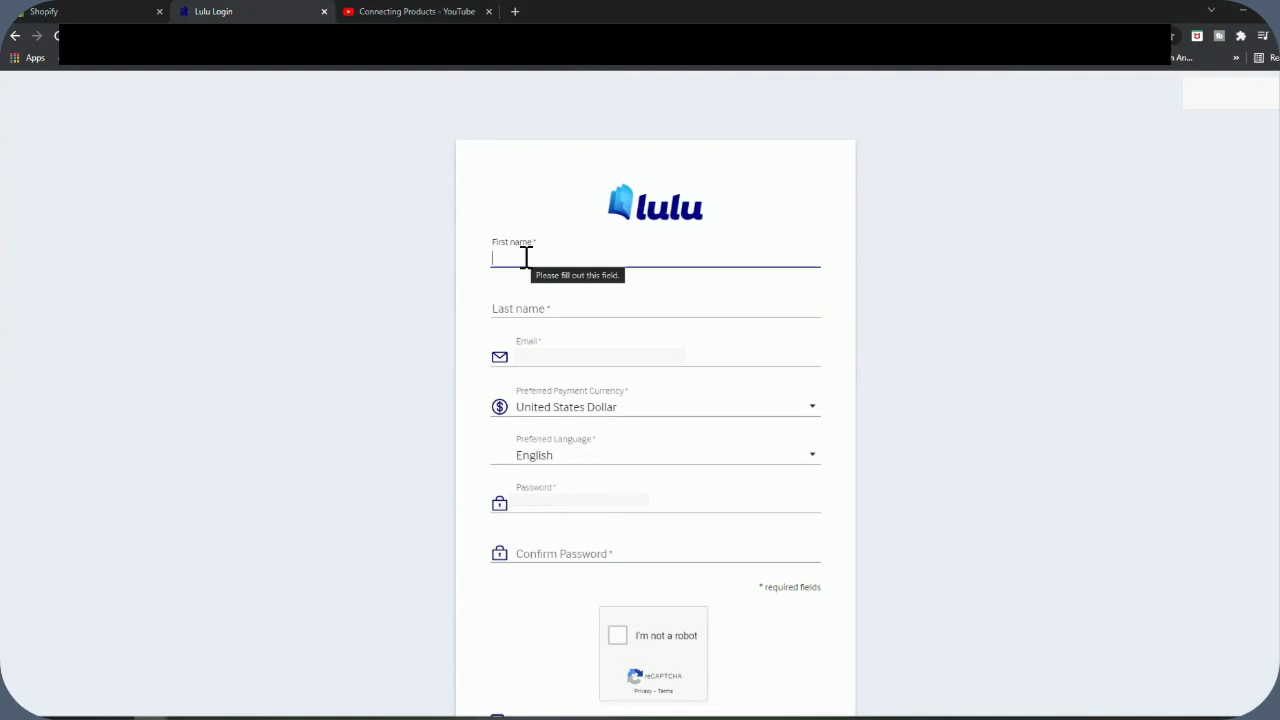 Shopify
Lulu Login
Connecting Products - YouTube
Apps
An...
lulu
First name*
Please fill out this field.
Last name*
Email*
Preferred Payment Currency*
United States Dollar
Preferred Language*
English
Password*
Confirm Password*
* required fields
I'm not a robot
reCAPTCHA
Privacy - Terms